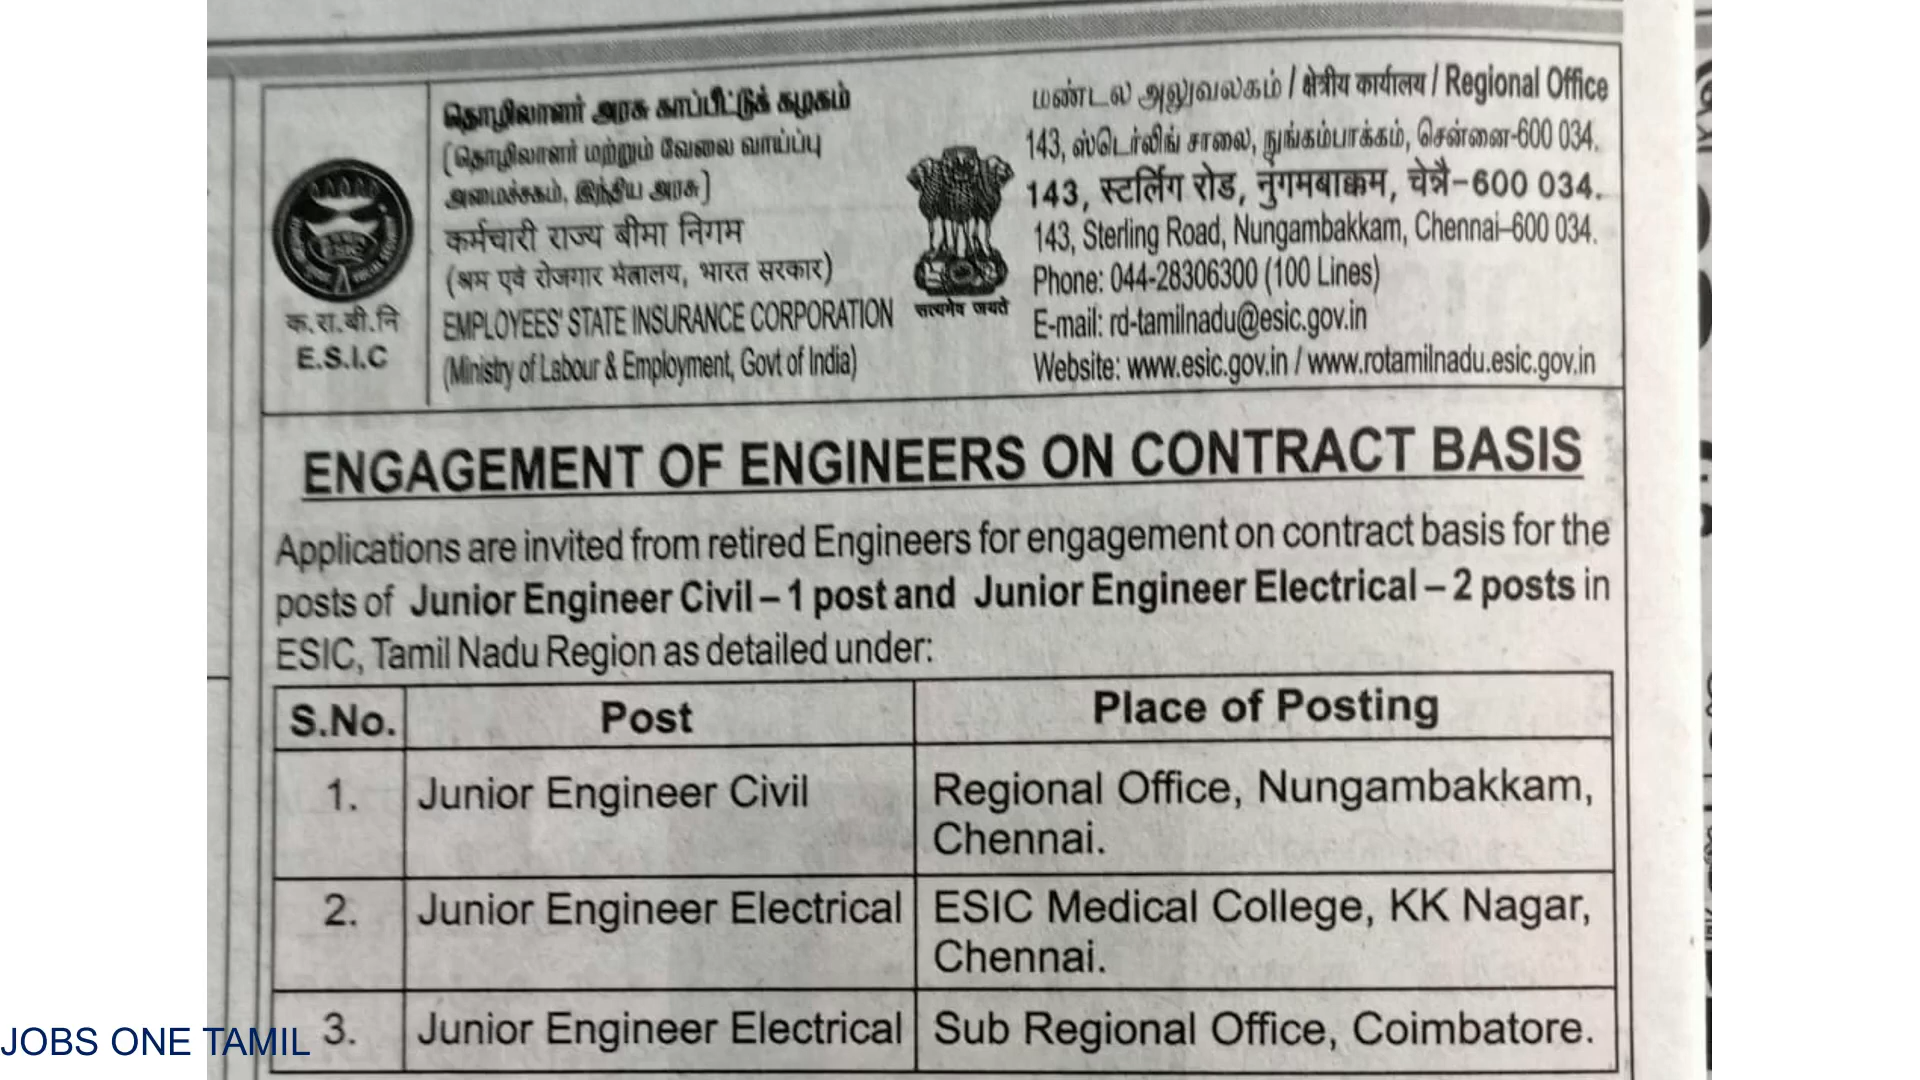 தொழிலாளர் அரசு காப்பீட்டுக் கழகம்
(தொழிலாளர் மற்றும் வேலை வாய்ப்பு
அமைச்சகம், இந்திய அரசு)
कर्मचारी राज्य बीमा निगम
(श्रम एवं रोजगार मंत्रालय, भारत सरकार)
EMPLOYEES' STATE INSURANCE CORPORATION
(Ministry of Labour & Employment, Govt of India)
क.रा.बी.नि
E.S.I.C
सत्यमेव जयते
மண்டல அலுவலகம் / क्षेत्रीय कार्यालय / Regional Office
143, ஸ்டெர்லிங் சாலை, நுங்கம்பாக்கம், சென்னை-600 034.
143, स्टर्लिंग रोड, नुंगमबाक्कम, चेन्नै-600 034.
143, Sterling Road, Nungambakkam, Chennai–600 034.
Phone: 044-28306300 (100 Lines)
E-mail: rd-tamilnadu@esic.gov.in
Website: www.esic.gov.in / www.rotamilnadu.esic.gov.in
ENGAGEMENT OF ENGINEERS ON CONTRACT BASIS
Applications are invited from retired Engineers for engagement on contract basis for the
posts of Junior Engineer Civil – 1 post and Junior Engineer Electrical – 2 posts in
ESIC, Tamil Nadu Region as detailed under:
S.No. Post Place of Posting
1. Junior Engineer Civil Regional Office, Nungambakkam,
Chennai.
2. Junior Engineer Electrical ESIC Medical College, KK Nagar,
Chennai.
3. Junior Engineer Electrical Sub Regional Office, Coimbatore.
JOBS ONE TAMIL